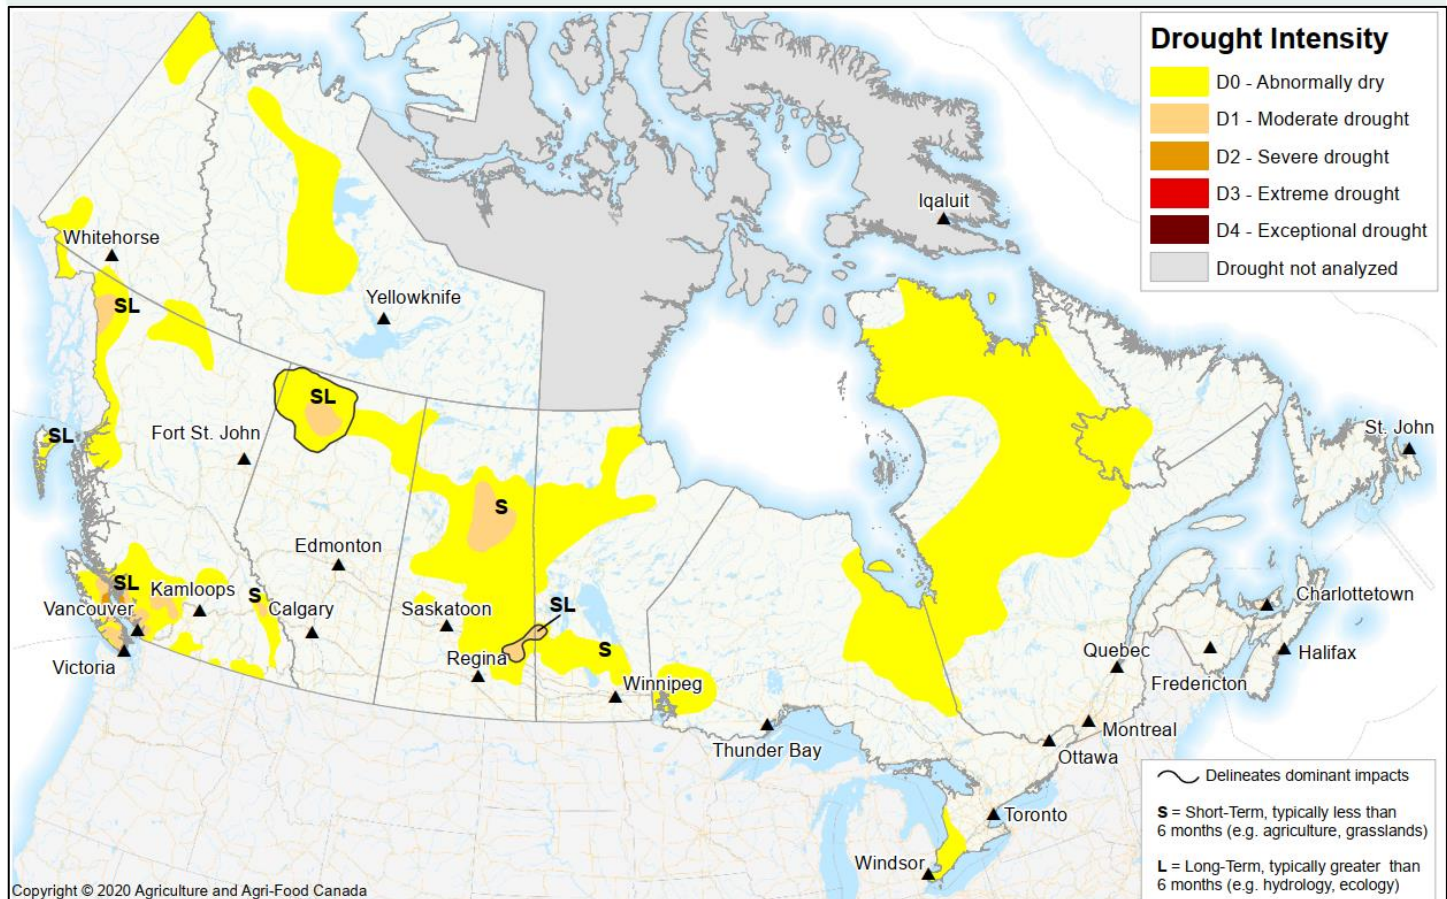 Drought Intensity
D0 - Abnormally dry
D1 - Moderate drought
D2 - Severe drought
D3 - Extreme drought
D4 - Exceptional drought
Drought not analyzed
Iqaluit
Whitehorse
SL
Yellowknife
SL
SL
Fort St. John
St. John
S
Edmonton
SL
Kamloops
S
Calgary
Saskatoon
SL
Vancouver
Charlottetown
Victoria
Regina
S
Quebec
Halifax
Winnipeg
Fredericton
Thunder Bay
Montreal
Ottawa
Toronto
Windsor
Delineates dominant impacts
S = Short-Term, typically less than
6 months (e.g. agriculture, grasslands)
L = Long-Term, typically greater than
6 months (e.g. hydrology, ecology)
Copyright © 2020 Agriculture and Agri-Food Canada